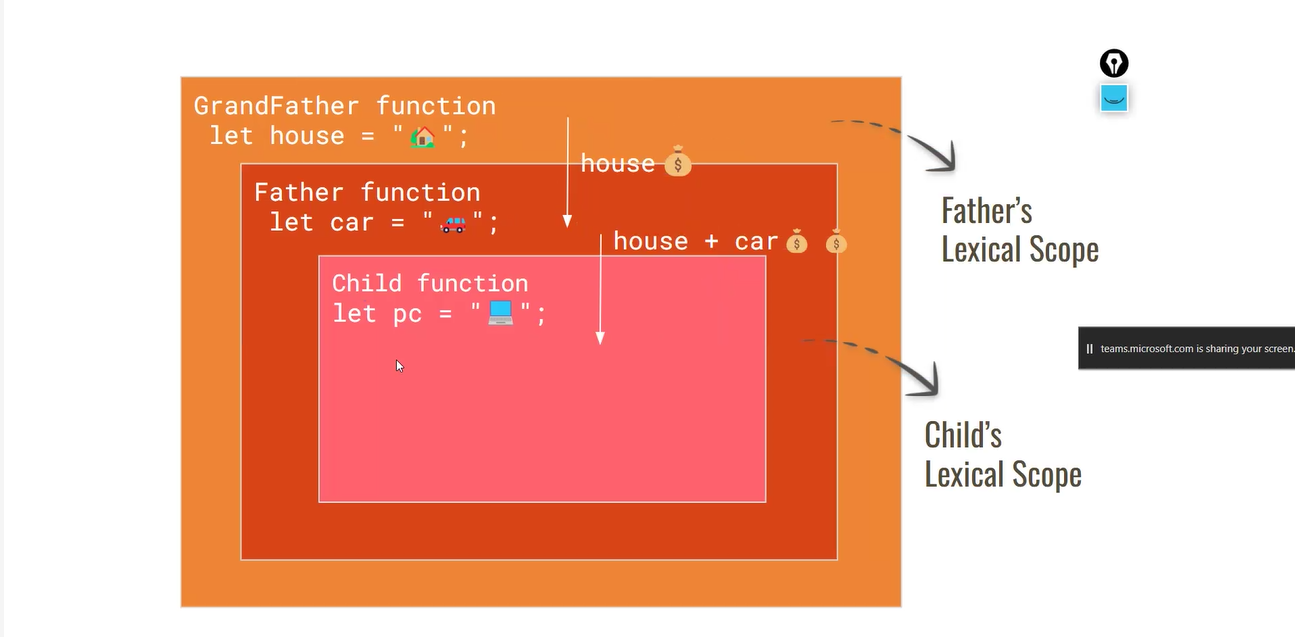 GrandFather function
let house = "🏡";
house 💰
Father function
let car = "🚗";
house + car 💰 💰
Child function
let pc = "💻";
Father's
Lexical Scope
teams.microsoft.com is sharing your screen.
Child's
Lexical Scope